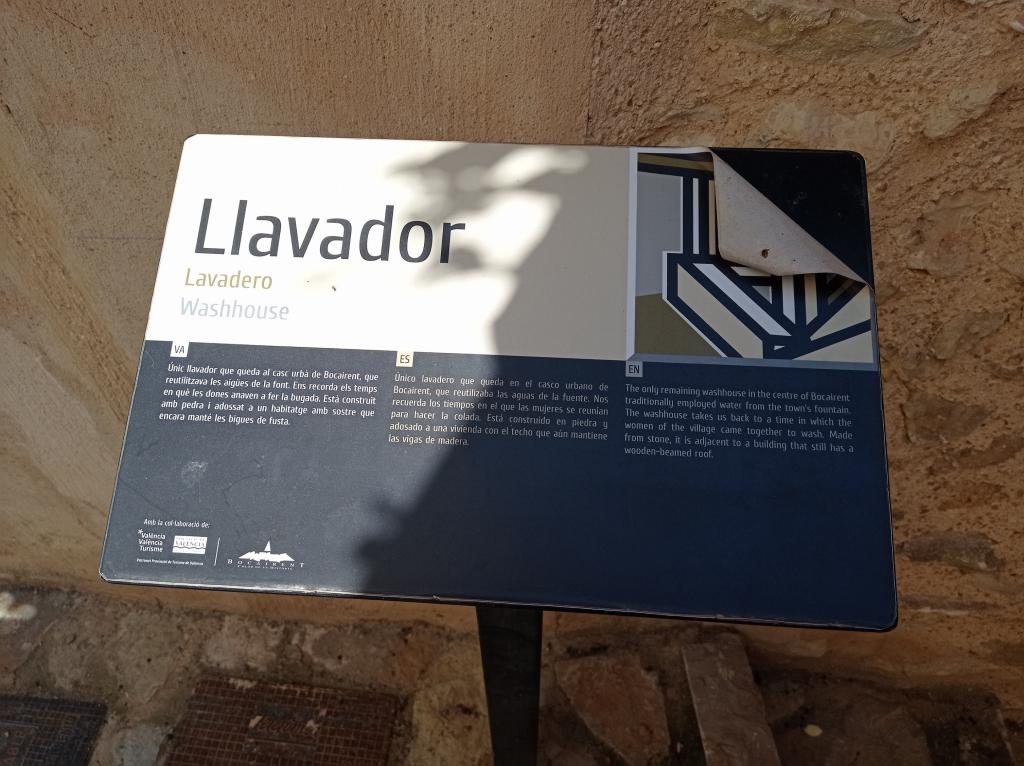 Llavador
Lavadero
Washhouse
VA
Únic llavador que queda al casc urbà de Bocairent, que
reutilitzava les aigües de la font. Ens recorda els temps
en què les dones anaven a fer la bugada. Està construït
amb pedra i adossat a un habitatge amb sostre que
encara manté les bigues de fusta.
ES
Único lavadero que queda en el casco urbano de
Bocairent, que reutilizaba las aguas de la fuente. Nos
recuerda los tiempos en el que las mujeres se reunían
para hacer la colada. Está construido en piedra y
adosado a una vivienda con el techo que aún mantiene
las vigas de madera.
EN
The only remaining washhouse in the centre of Bocairent
traditionally employed water from the town's fountain.
The washhouse takes us back to a time in which the
women of the village came together to wash. Made
from stone, it is adjacent to a building that still has a
wooden-beamed roof.
Amb la col·laboració de:
València
València
Turisme
VALÈNCIA
Patronat Provincial de Turisme de València
BOCAIRENT